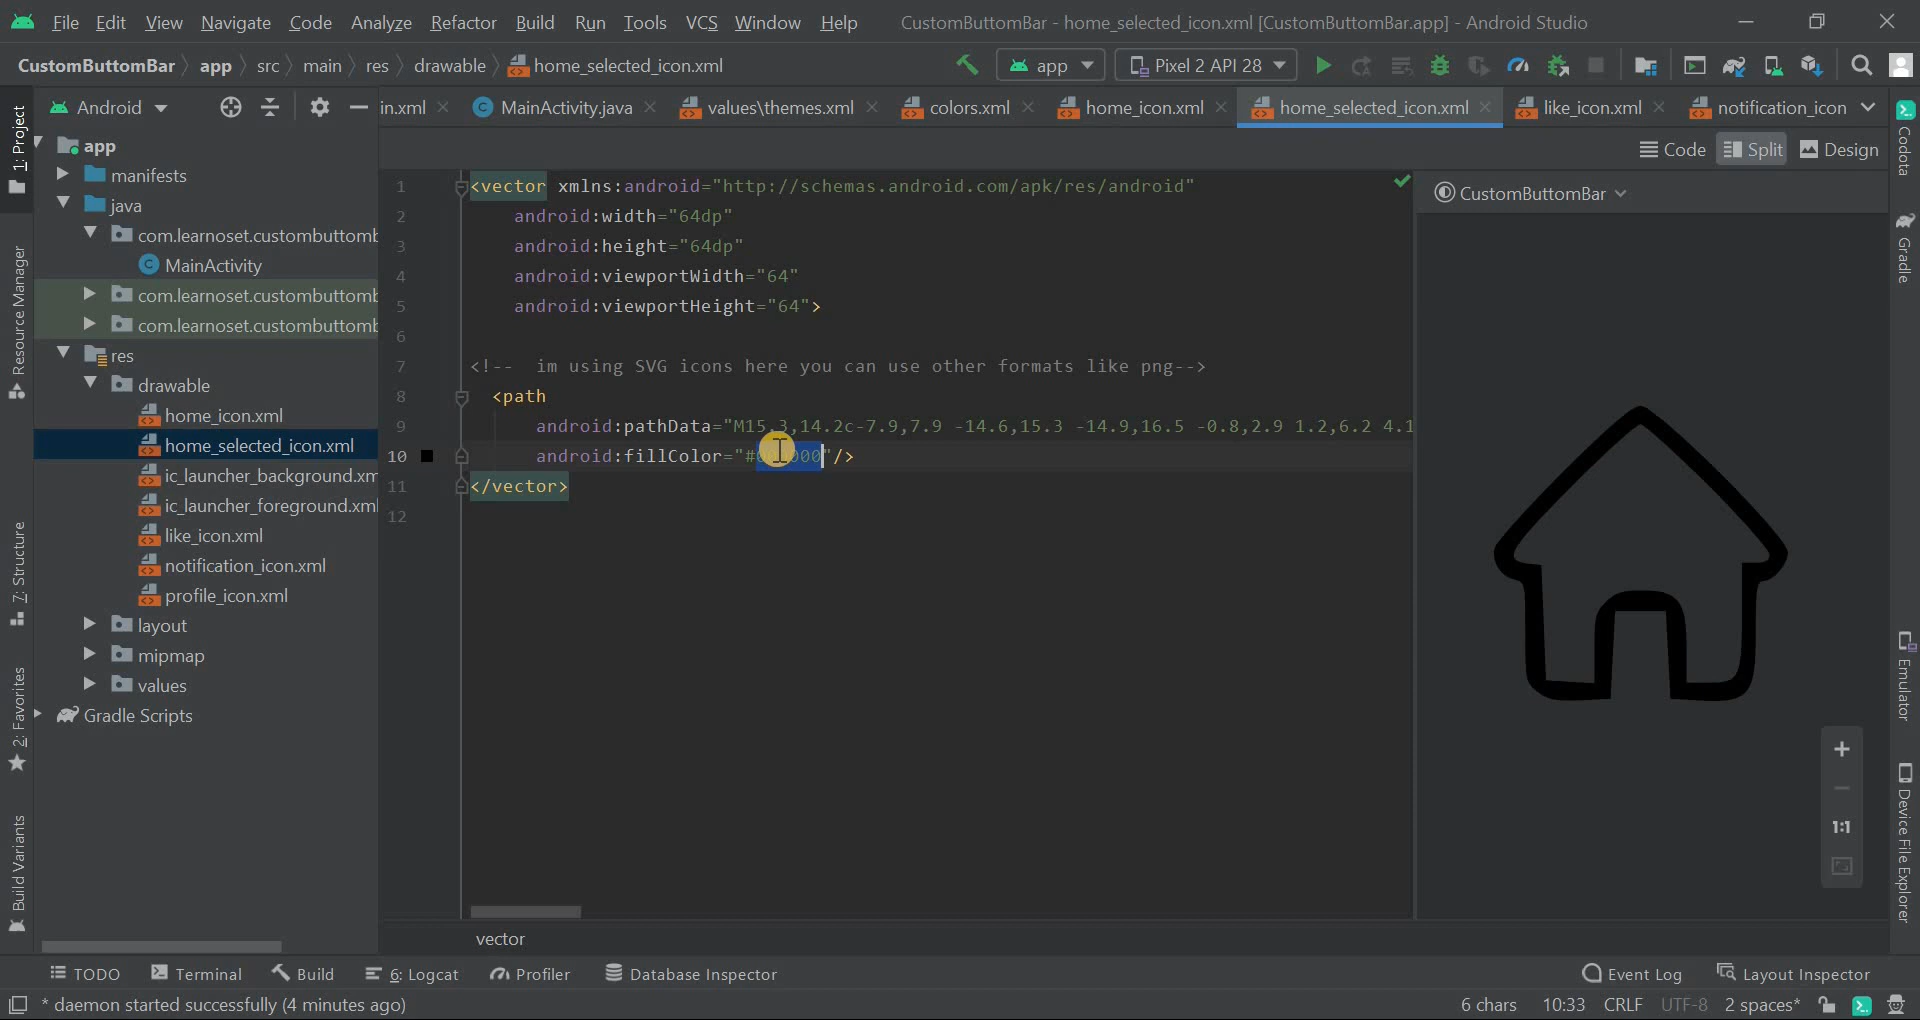 File Edit View Navigate Code Analyze Refactor Build Run Tools VCS Window Help CustomButtomBar - home_selected_icon.xml [CustomButtomBar.app] - Android Studio
CustomButtomBar app src main res drawable home_selected_icon.xml app Pixel 2 API 28
Android in.xml MainActivity.java values\themes.xml colors.xml home_icon.xml home_selected_icon.xml like_icon.xml notification_icon
Code Split Design
CustomButtomBar
1: Project
Resource Manager
7: Structure
2: Favorites
Build Variants
app
manifests
java
com.learnoset.custombuttomb
MainActivity
com.learnoset.custombuttomb
com.learnoset.custombuttomb
res
drawable
home_icon.xml
home_selected_icon.xml
ic_launcher_background.xm
ic_launcher_foreground.xml
like_icon.xml
notification_icon.xml
profile_icon.xml
layout
mipmap
values
Gradle Scripts
1 <vector xmlns:android="http://schemas.android.com/apk/res/android"
2 android:width="64dp"
3 android:height="64dp"
4 android:viewportWidth="64"
5 android:viewportHeight="64">
6
7 <!-- im using SVG icons here you can use other formats like png-->
8 <path
9 android:pathData="M15.3,14.2c-7.9,7.9 -14.6,15.3 -14.9,16.5 -0.8,2.9 1.2,6.2 4.1
10 android:fillColor="#000000"/>
11 </vector>
12
vector
1:1
Codota
Gradle
Emulator
Device File Explorer
TODO Terminal Build 6: Logcat Profiler Database Inspector Event Log Layout Inspector
* daemon started successfully (4 minutes ago) 6 chars 10:33 CRLF UTF-8 2 spaces*